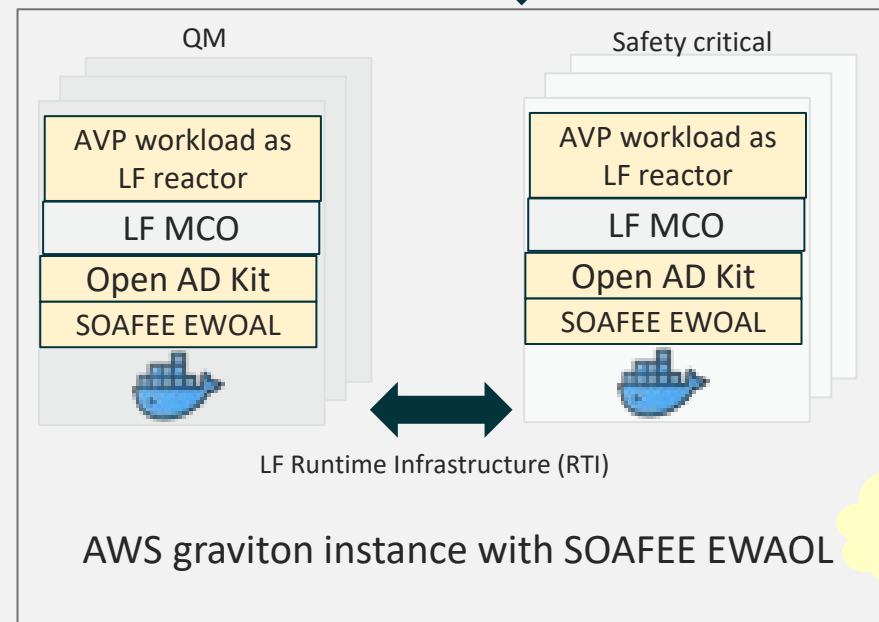 QM
AVP workload as
LF reactor
LF MCO
Open AD Kit
SOAFEE EWOAL
Safety critical
AVP workload as
LF reactor
LF MCO
Open AD Kit
SOAFEE EWOAL
LF Runtime Infrastructure (RTI)
AWS graviton instance with SOAFEE EWAOL